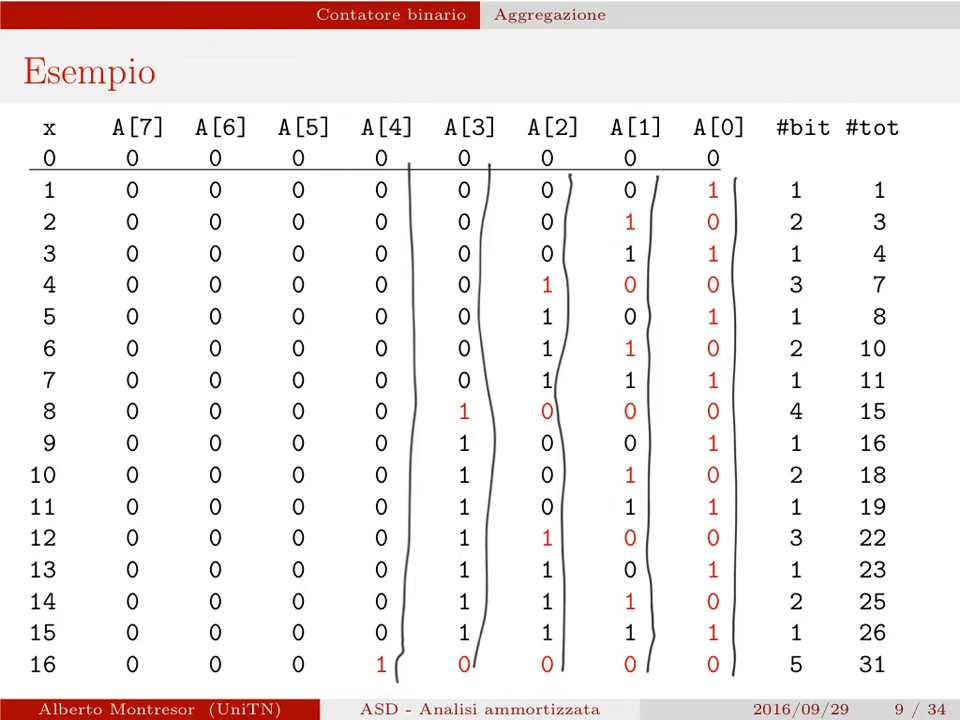 Contatore binario Aggregazione
Esempio
x A[7] A[6] A[5] A[4] A[3] A[2] A[1] A[0] #bit #tot
0 0 0 0 0 0 0 0 0
1 0 0 0 0 0 0 0 1 1 1
2 0 0 0 0 0 0 1 0 2 3
3 0 0 0 0 0 0 1 1 1 4
4 0 0 0 0 0 1 0 0 3 7
5 0 0 0 0 0 1 0 1 1 8
6 0 0 0 0 0 1 1 0 2 10
7 0 0 0 0 0 1 1 1 1 11
8 0 0 0 0 1 0 0 0 4 15
9 0 0 0 0 1 0 0 1 1 16
10 0 0 0 0 1 0 1 0 2 18
11 0 0 0 0 1 0 1 1 1 19
12 0 0 0 0 1 1 0 0 3 22
13 0 0 0 0 1 1 0 1 1 23
14 0 0 0 0 1 1 1 0 2 25
15 0 0 0 0 1 1 1 1 1 26
16 0 0 0 1 0 0 0 0 5 31
Alberto Montresor (UniTN) ASD - Analisi ammortizzata 2016/09/29 9 / 34